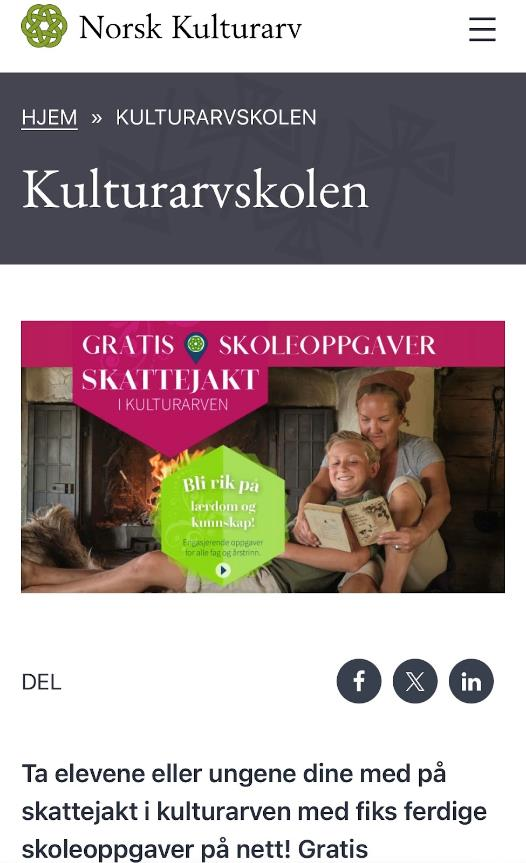 Norsk Kulturarv
HJEM » KULTURARVSKOLEN
Kulturarvskolen
GRATIS SKOLEOPPGAVER
SKATTEJAKT
I KULTURARVEN
Bli rik på
lærdom og
kunnskap!
Engasjerende oppgaver
for alle fag og årstrinn.
DEL
f X in
Ta elevene eller ungene dine med på
skattejakt i kulturarven med fiks ferdige
skoleoppgaver på nett! Gratis